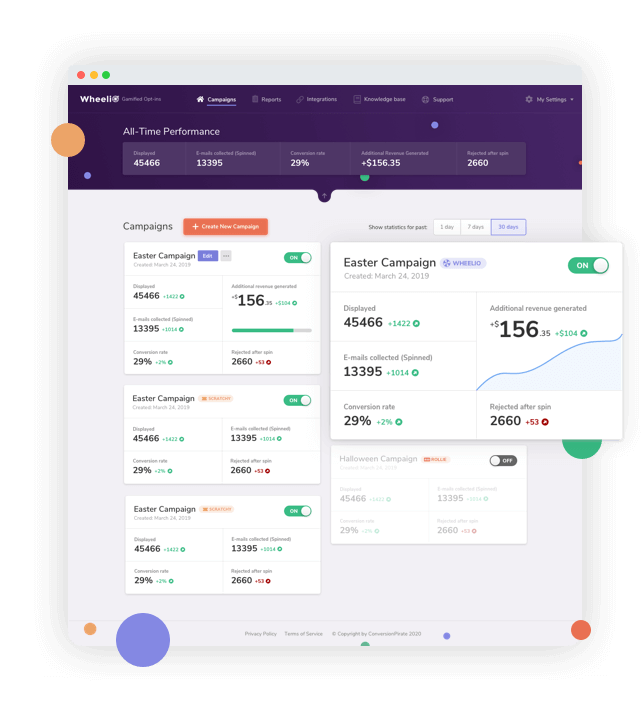 Wheelio Gamified Opt-ins Campaigns Reports Integrations Knowledge base Support My Settings
All-Time Performance
Displayed E-mails collected (Spinned) Conversion rate Additional Revenue Generated Rejected after spin
45466 13395 29% +$156.35 2660
Campaigns + Create New Campaign Show statistics for past: 1 day 7 days 30 days
Easter Campaign Edit ON
Created: March 24, 2019
Displayed Additional revenue generated
45466 +1422 +$156.35 +$104
E-mails collected (Spinned)
13395 +1014
Conversion rate Rejected after spin
29% +2% 2660 +53
Easter Campaign WHEELIO ON
Created: March 24, 2019
Displayed Additional revenue generated
45466 +1422 +$156.35 +$104
E-mails collected (Spinned)
13395 +1014
Conversion rate Rejected after spin
29% +2% 2660 +53
Easter Campaign SCRATCHY ON
Created: March 24, 2019
Displayed E-mails collected (Spinned)
45466 +1422 13395 +1014
Conversion rate Rejected after spin
29% +2% 2660 +53
Halloween Campaign ROLLIE OFF
Created: March 24, 2019
Displayed E-mails collected (Spinned)
45466 +1422 13395 +1014
Conversion rate Rejected after spin
29% +2% 2660 +53
Easter Campaign SCRATCHY ON
Created: March 24, 2019
Displayed E-mails collected (Spinned)
45466 +1422 13395 +1014
Conversion rate Rejected after spin
29% +2% 2660 +53
Privacy Policy Terms of Service © Copyright by ConversionPirate 2020